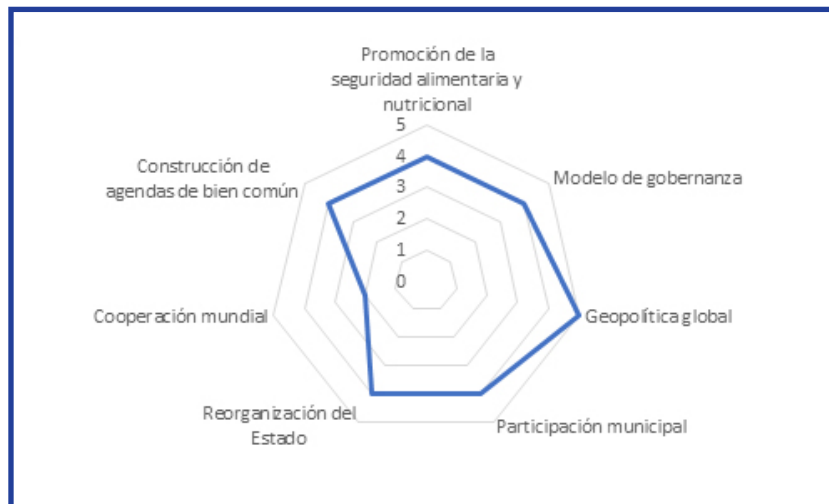 Promoción de la
seguridad alimentaria y
nutricional
5
4
3
2
1
0
Modelo de gobernanza
Geopolítica global
Participación municipal
Reorganización del
Estado
Cooperación mundial
Construcción de
agendas de bien común